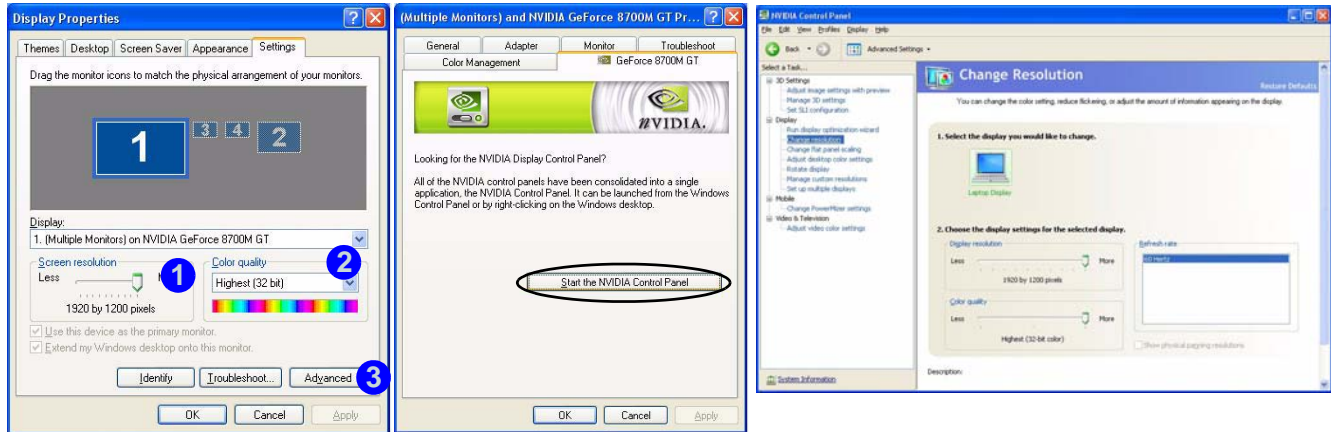 Display Properties
Themes Desktop Screen Saver Appearance Settings
Drag the monitor icons to match the physical arrangement of your monitors.
1 3 4 2
Display:
1. (Multiple Monitors) on NVIDIA GeForce 8700M GT
Screen resolution
Less
1
1920 by 1200 pixels
Color quality
2
Highest (32 bit)
Use this device as the primary monitor.
Extend my Windows desktop onto this monitor.
Identify Troubleshoot... Advanced 3
OK Cancel Apply
(Multiple Monitors) and NVIDIA GeForce 8700M GT Pr...
General Adapter Monitor Troubleshoot
Color Management GeForce 8700M GT
NVIDIA.
Looking for the NVIDIA Display Control Panel?
All of the NVIDIA control panels have been consolidated into a single
application, the NVIDIA Control Panel. It can be launched from the Windows
Control Panel or by right-clicking on the Windows desktop.
Start the NVIDIA Control Panel
OK Cancel Apply
NVIDIA Control Panel
File Edit View Profiles Display Help
Back Advanced Settings
Select a Task...
3D Settings
Adjust image settings with preview
Manage 3D settings
Set SLI configuration
Display
Run display optimization wizard
Change resolution
Change flat panel scaling
Adjust desktop color settings
Rotate display
Manage custom resolutions
Set up multiple displays
Mobile
Change PowerMizer settings
Video & Television
Adjust video color settings
System Information
Change Resolution
Restore Defaults
You can change the color setting, reduce flickering, or adjust the amount of information appearing on the display.
1. Select the display you would like to change.
Laptop Display
2. Choose the display settings for the selected display.
Display resolution
Less More
1920 by 1200 pixels
Color quality
Less More
Highest (32-bit color)
Refresh rate
60 Hertz
Show physical panning resolutions
Description: